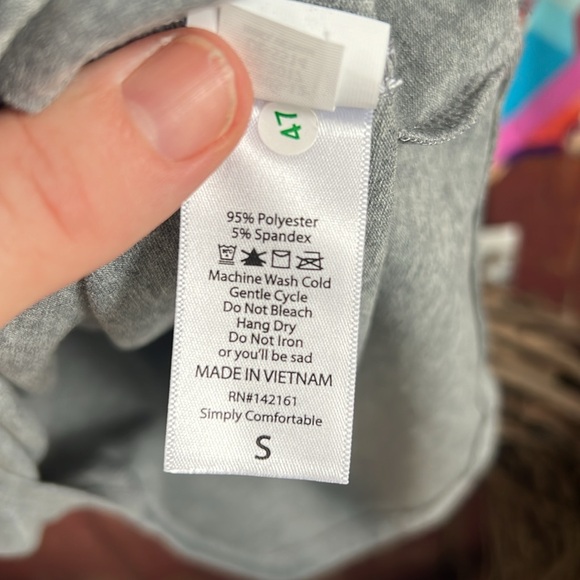 47
95% Polyester
5% Spandex
Machine Wash Cold
Gentle Cycle
Do Not Bleach
Hang Dry
Do Not Iron
or you'll be sad
MADE IN VIETNAM
RN#142161
Simply Comfortable
S